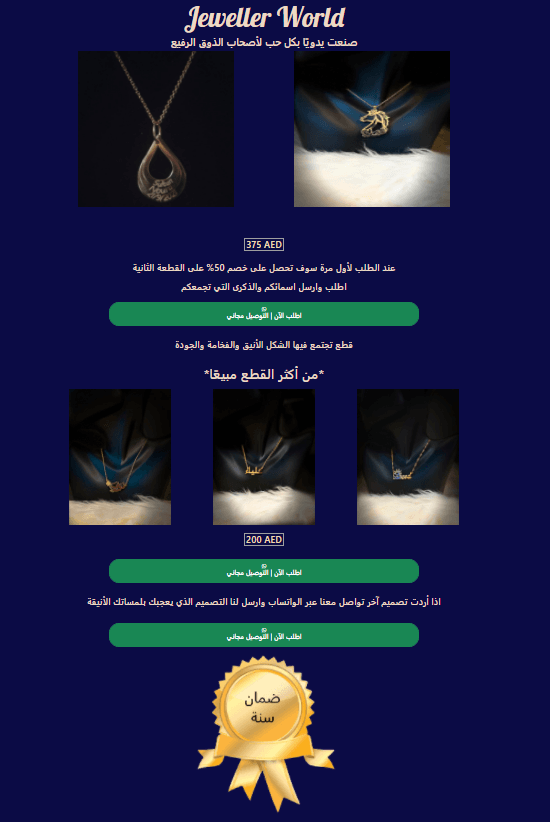 Jeweller World
صنعت يدويًا بكل حب لأصحاب الذوق الرفيع
375 AED
عند الطلب لأول مرة سوف تحصل على خصم 50% على القطعة الثانية
اطلب وارسل اسمائكم والذكرى التي تجمعكم
اطلب الآن | التوصيل مجاني
قطع تجتمع فيها الشكل الأنيق والفخامة والجودة
*من أكثر القطع مبيعًا*
200 AED
اطلب الآن | التوصيل مجاني
اذا أردت تصميم آخر تواصل معنا عبر الواتساب وارسل لنا التصميم الذي يعجبك بلمساتك الأنيقة
اطلب الآن | التوصيل مجاني
ضمان
سنة